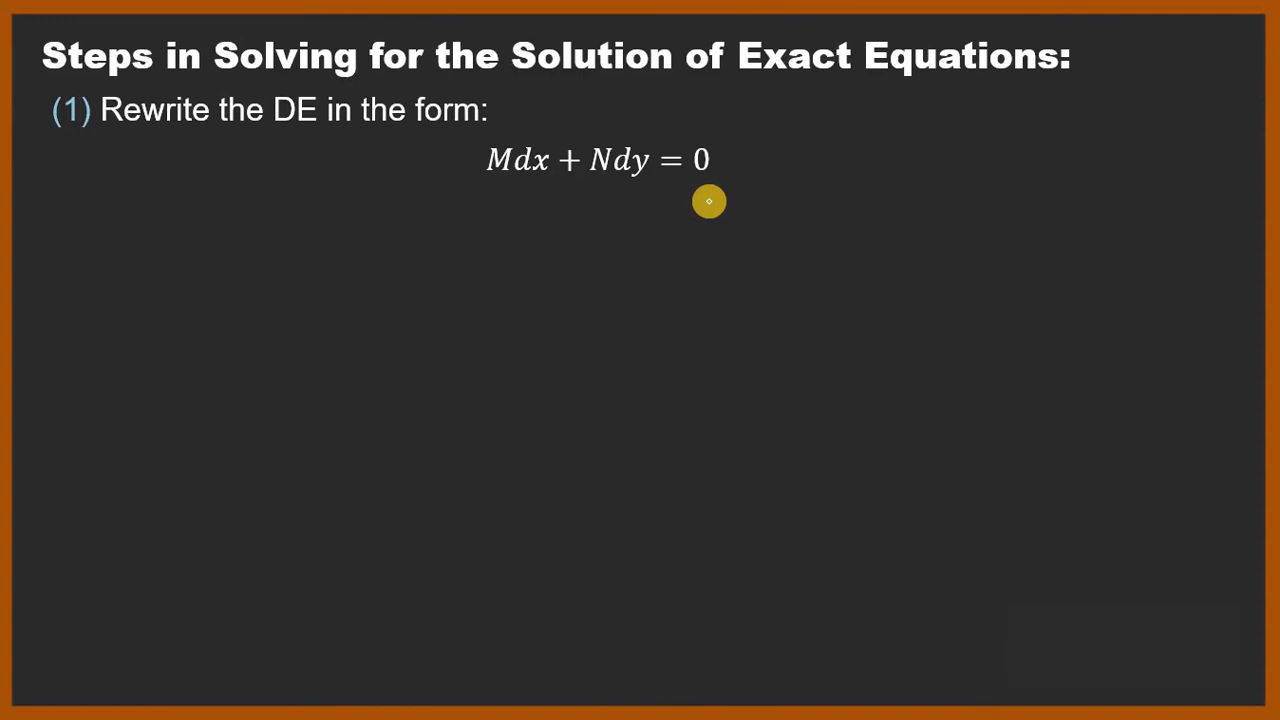 Steps in Solving for the Solution of Exact Equations:
(1) Rewrite the DE in the form:
𝑀𝑑𝑥 + 𝑁𝑑𝑦 = 0